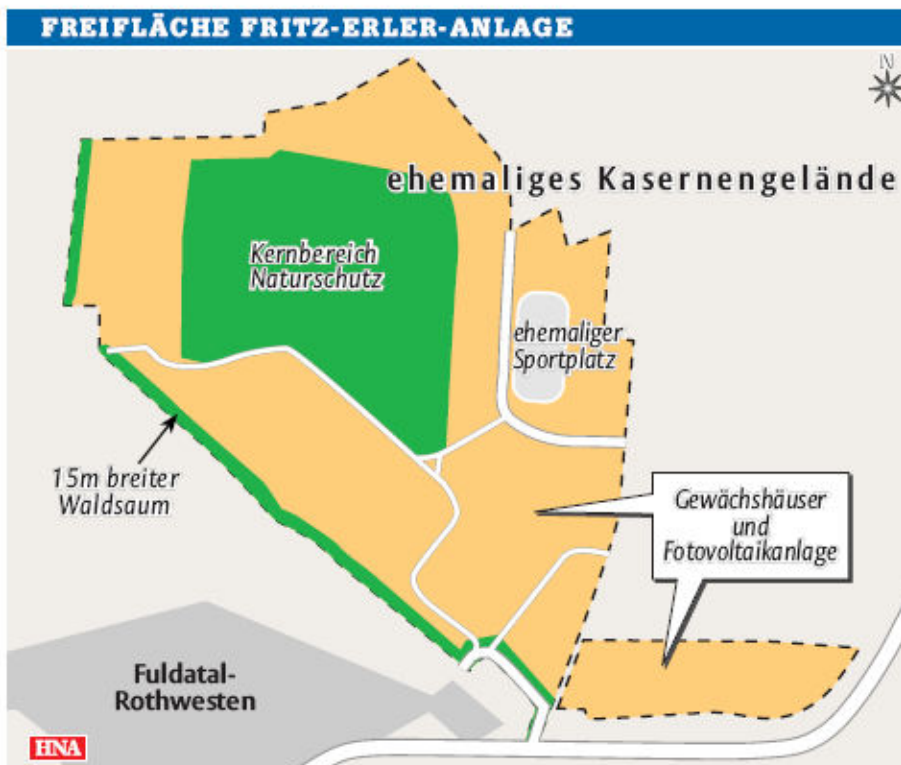 FREIFLÄCHE FRITZ-ERLER-ANLAGE
N
ehemaliges Kasernengelände
Kernbereich
Naturschutz
ehemaliger
Sportplatz
15m breiter
Waldsaum
Gewächshäuser
und
Fotovoltaikanlage
Fuldatal-
Rothwesten
HNA